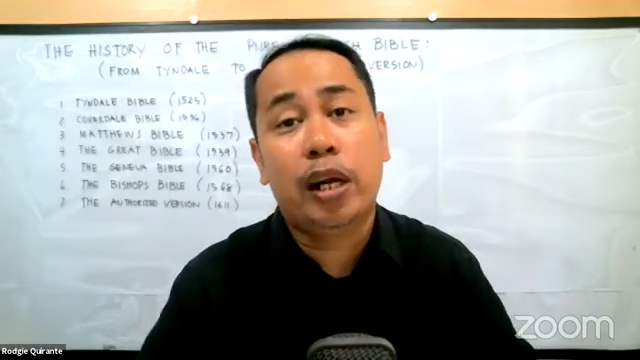 THE HISTORY OF THE PURE BIBLE:
(FROM TYNDALE TO VERSION)
1 TYNDALE BIBLE (1525)
2 COVARDALE BIBLE (1536)
3 MATTHEWS BIBLE (1537)
4 THE GREAT BIBLE (1539)
5 THE GENEVA BIBLE (1560)
6 THE BISHOPS BIBLE (1568)
7 THE AUTHORIZED VERSION (1611)
zoom
Rodgie Quirante